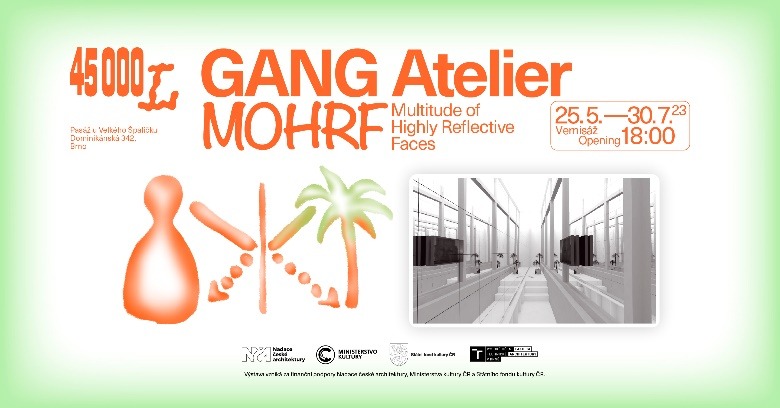 45 000 L
GANG Atelier
MOHRF
Multitude of
Highly Reflective
Faces
25.5.—30.7.23
Vernisáž
Opening 18:00
Pasáž u Velkého Špalíčku
Dominikánská 342,
Brno
Nadace
české
architektury
MINISTERSTVO
KULTURY
Státní fond kultury ČR
Výstava vzniká za finanční podpory Nadace české architektury, Ministerstva kultury ČR a Státního fondu kultury ČR.